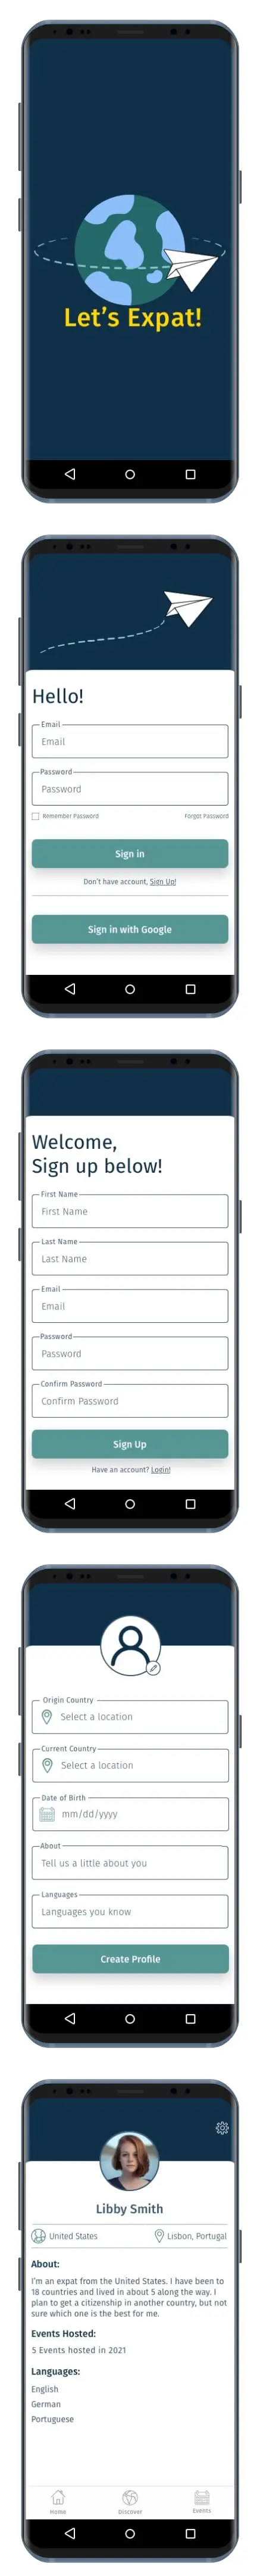 Let's Expat!
Hello!
Email
Email
Password
Password
Remember Password
Forgot Password
Sign in
Don't have account, Sign Up!
Sign in with Google
Welcome,
Sign up below!
First Name
First Name
Last Name
Last Name
Email
Email
Password
Password
Confirm Password
Confirm Password
Sign Up
Have an account? Login!
Origin Country
Select a location
Current Country
Select a location
Date of Birth
mm/dd/yyyy
About
Tell us a little about you
Languages
Languages you know
Create Profile
Libby Smith
United States
Lisbon, Portugal
About:
I'm an expat from the United States. I have been to
18 countries and lived in about 5 along the way. I
plan to get a citizenship in another country, but not
sure which one is the best for me.
Events Hosted:
5 Events hosted in 2021
Languages:
English
German
Portuguese
Home
Discover
Events